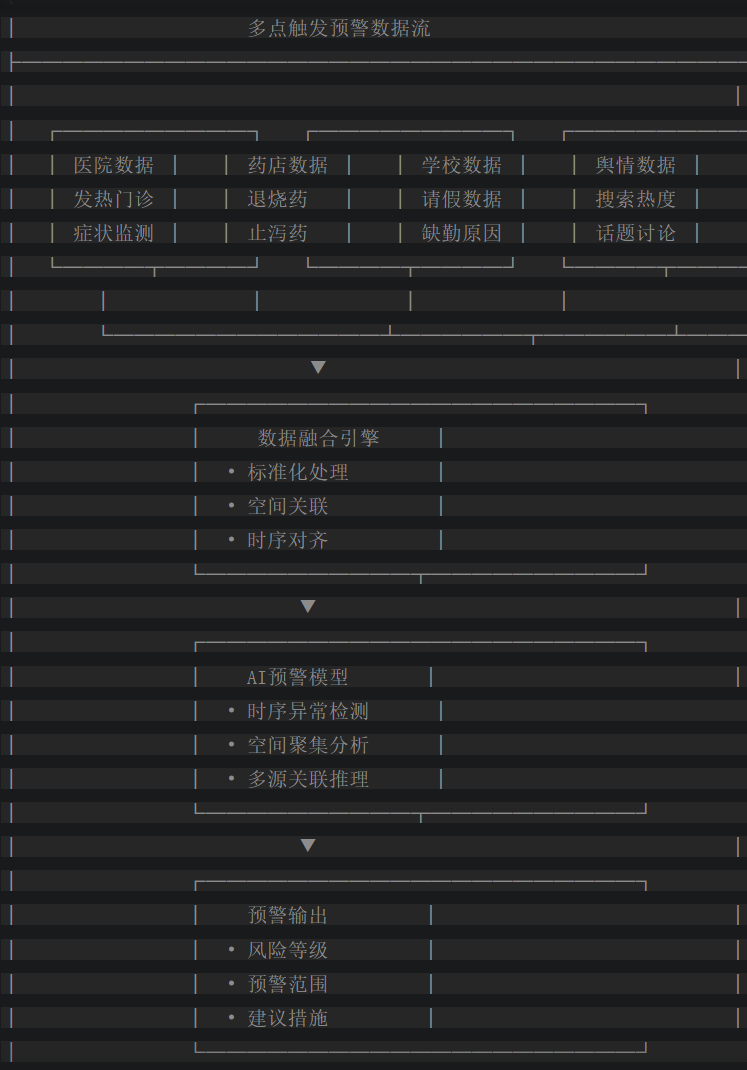 多点触发预警数据流
医院数据 药店数据 学校数据 舆情数据
发热门诊 退烧药 请假数据 搜索热度
症状监测 止泻药 缺勤原因 话题讨论
▼
数据融合引擎
• 标准化处理
• 空间关联
• 时序对齐
▼
AI预警模型
• 时序异常检测
• 空间聚集分析
• 多源关联推理
▼
预警输出
• 风险等级
• 预警范围
• 建议措施